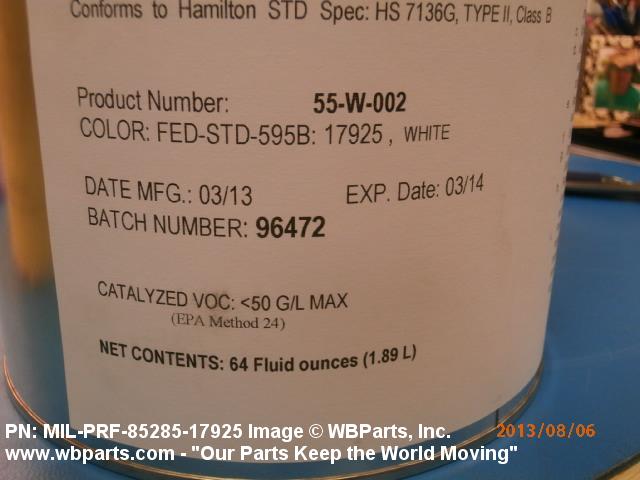 Conforms to Hamilton STD Spec: HS 7136G, TYPE II, Class B
Product Number: 55-W-002
COLOR: FED-STD-595B: 17925 , WHITE
DATE MFG.: 03/13 EXP. Date: 03/14
BATCH NUMBER: 96472
CATALYZED VOC: <50 G/L MAX
(EPA Method 24)
NET CONTENTS: 64 Fluid ounces (1.89 L)
PN: MIL-PRF-85285-17925 Image © WBParts, Inc. 2013/08/06
www.wbparts.com - "Our Parts Keep the World Moving"